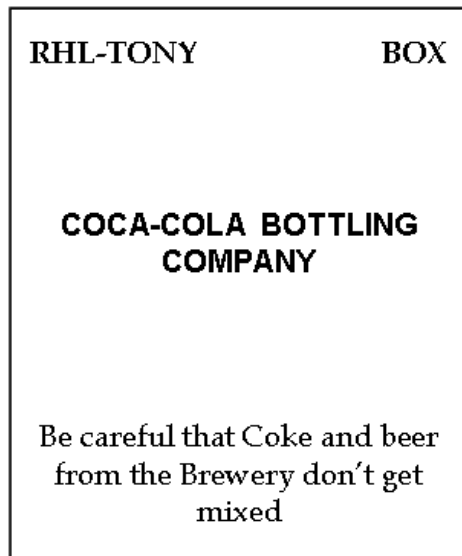 RHL-TONY BOX
COCA-COLA BOTTLING
COMPANY
Be careful that Coke and beer
from the Brewery don't get
mixed